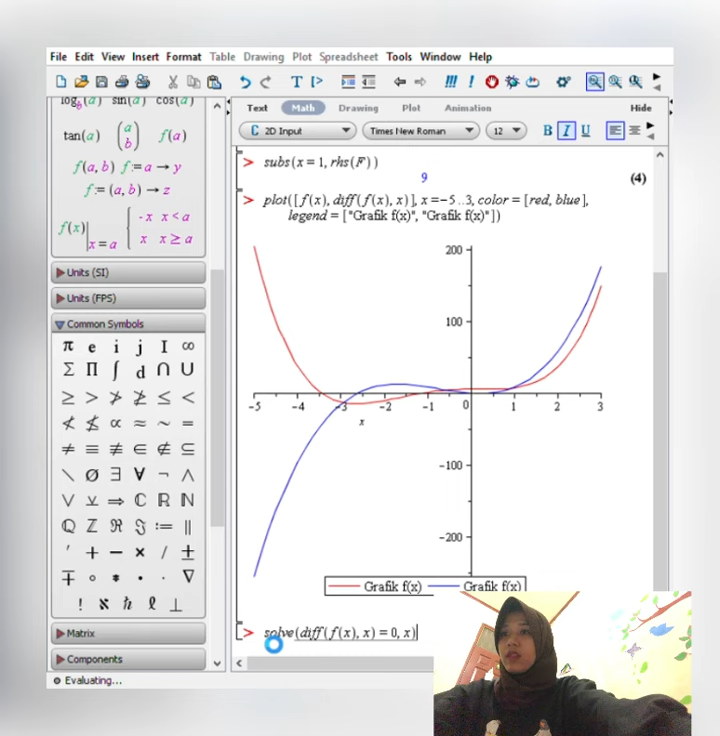 File Edit View Insert Format Table Drawing Plot Spreadsheet Tools Window Help
Text Math Drawing Plot Animation Hide
C 2D Input Times New Roman 12 B I U
log_b(a) sin(a) cos(a)
tan(a) (a b) f(a)
f(a, b) f:=a → y
f:= (a, b) → z
f(x)| x = a { -x x < a
x x ≥ a
Units (SI)
Units (FPS)
Common Symbols
π e i j I ∞
Σ Π ∫ d ∩ ∪
≥ > ≯ ≱ ≤ <
≮ ≰ ∝ ≈ ~ =
≠ ≡ ≢ ∈ ∉ ⊆
\ Ø ∃ ∀ ¬ ∧
∨ ⊻ ⇒ ℂ ℝ ℕ
ℚ ℤ ℜ ℑ := ||
′ + − × / ±
∓ ∘ * · . ∇
! ℵ ℏ ℓ ⊥
Matrix
Components
Evaluating...
> subs(x = 1, rhs(F))
9 (4)
> plot([f(x), diff(f(x), x)], x=-5..3, color = [red, blue],
legend = ["Grafik f(x)", "Grafik f(x)"])
200
100
-5 -4 -3 -2 -1 0 1 2 3
x
-100
-200
Grafik f(x) Grafik f(x)
> solve(diff(f(x), x) = 0, x)